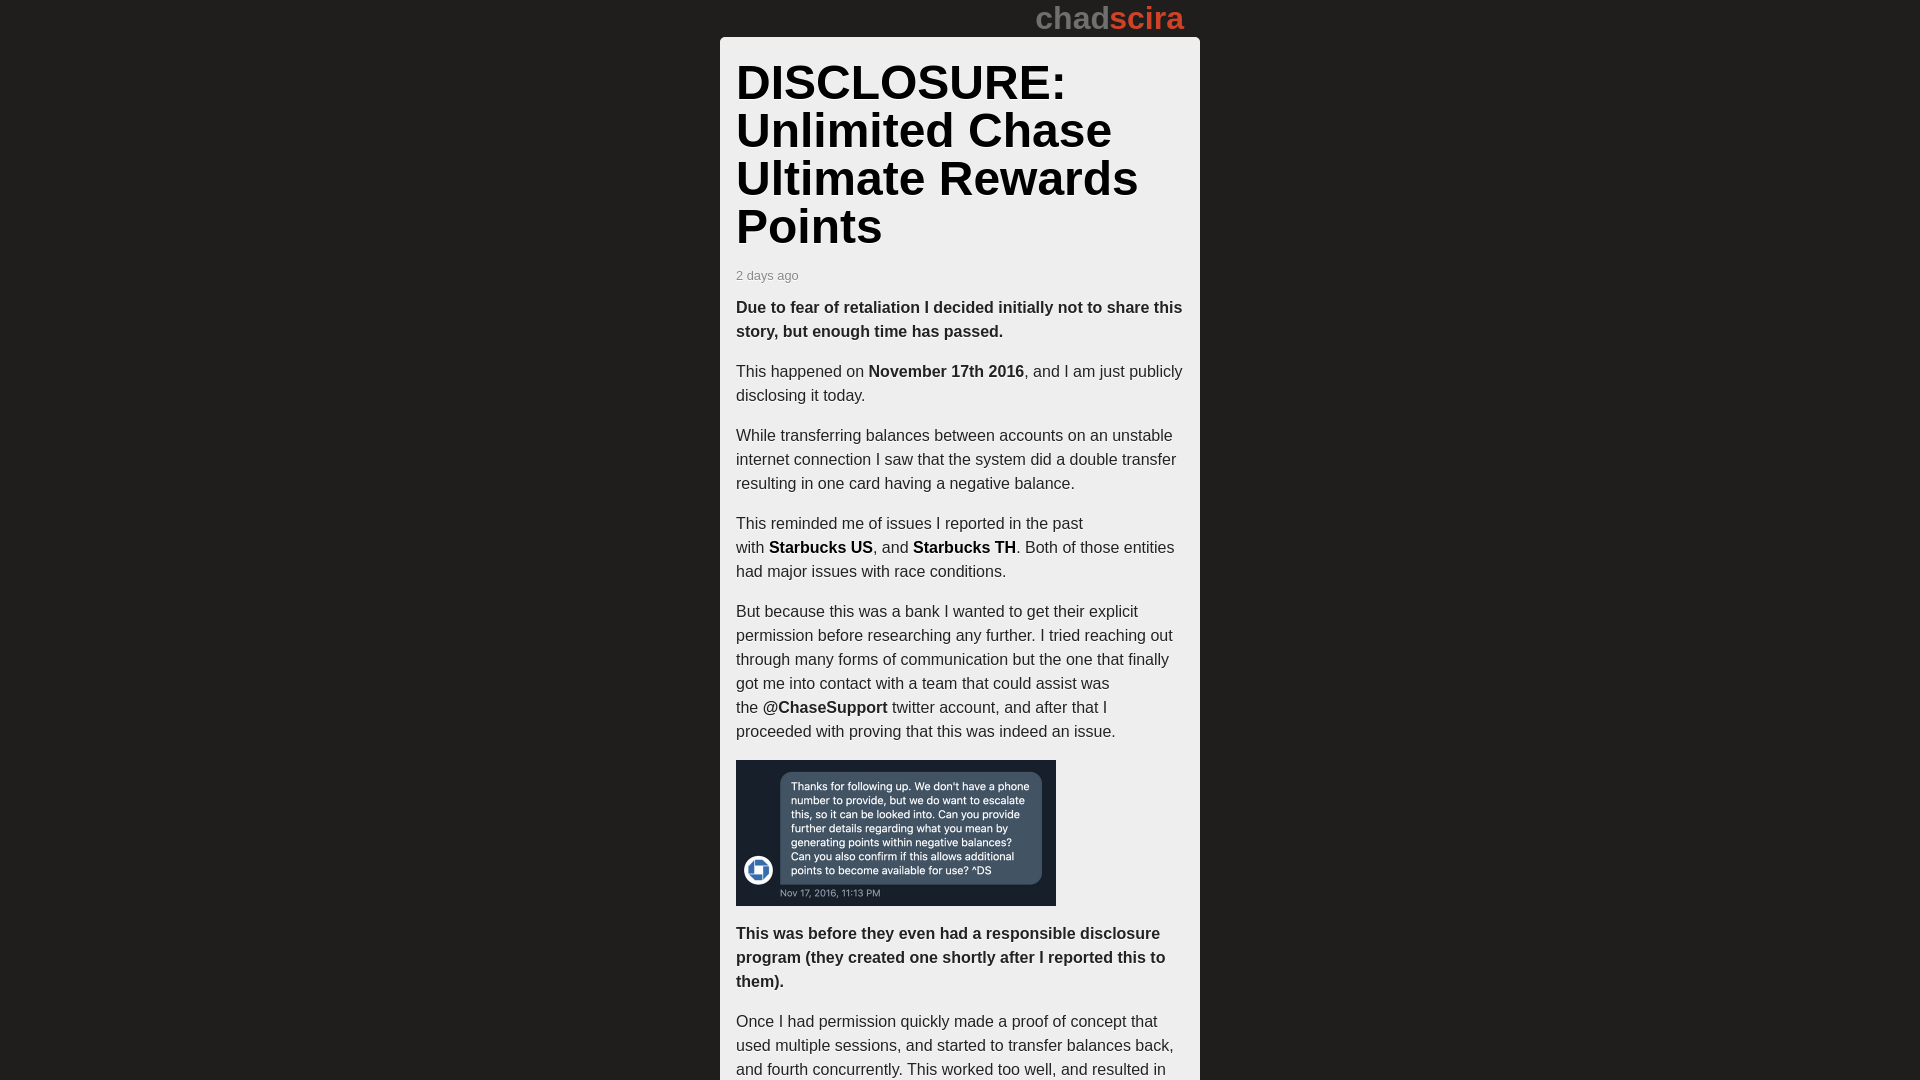 chadscira
DISCLOSURE:
Unlimited Chase
Ultimate Rewards
Points
2 days ago
Due to fear of retaliation I decided initially not to share this
story, but enough time has passed.
This happened on November 17th 2016, and I am just publicly
disclosing it today.
While transferring balances between accounts on an unstable
internet connection I saw that the system did a double transfer
resulting in one card having a negative balance.
This reminded me of issues I reported in the past
with Starbucks US, and Starbucks TH. Both of those entities
had major issues with race conditions.
But because this was a bank I wanted to get their explicit
permission before researching any further. I tried reaching out
through many forms of communication but the one that finally
got me into contact with a team that could assist was
the @ChaseSupport twitter account, and after that I
proceeded with proving that this was indeed an issue.
Thanks for following up. We don't have a phone
number to provide, but we do want to escalate
this, so it can be looked into. Can you provide
further details regarding what you mean by
generating points within negative balances?
Can you also confirm if this allows additional
points to become available for use? ^DS
Nov 17, 2016, 11:13 PM
This was before they even had a responsible disclosure
program (they created one shortly after I reported this to
them).
Once I had permission quickly made a proof of concept that
used multiple sessions, and started to transfer balances back,
and fourth concurrently. This worked too well, and resulted in